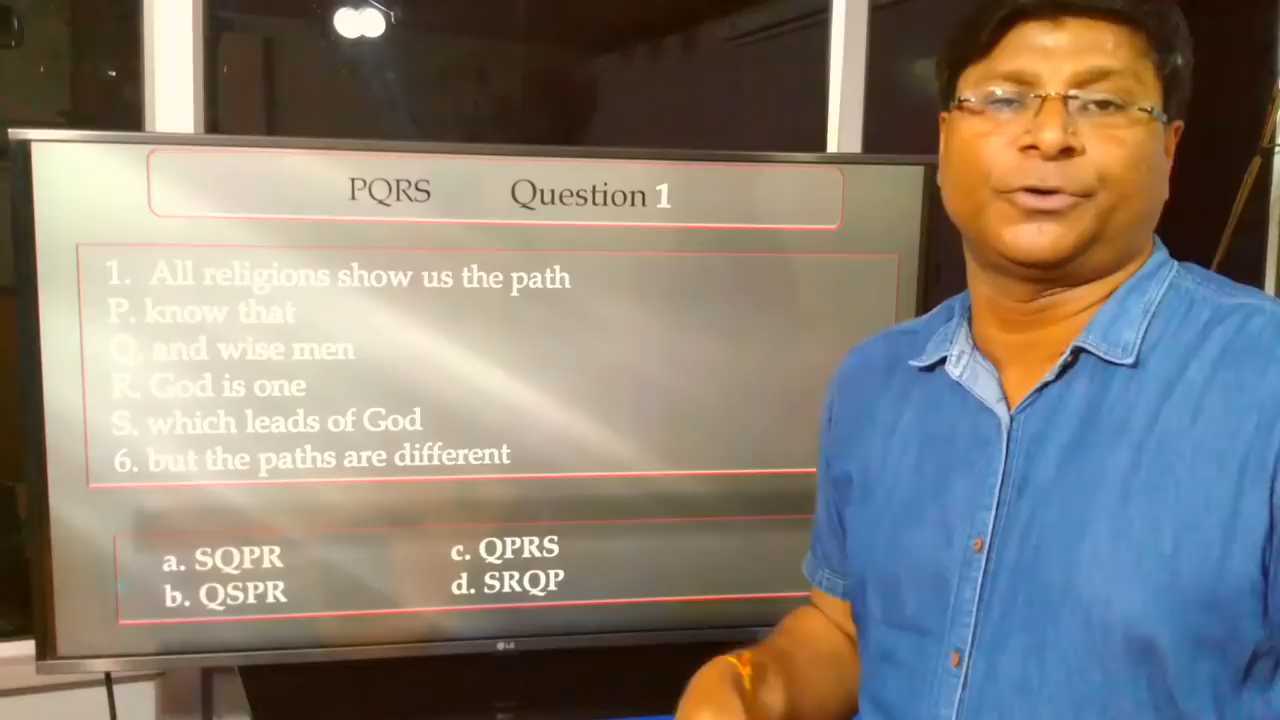 PQRS Question 1
1. All religions show us the path
P. know that
Q. and wise men
R. God is one
S. which leads of God
6. but the paths are different
a. SQPR
b. QSPR
c. QPRS
d. SRQP
LG